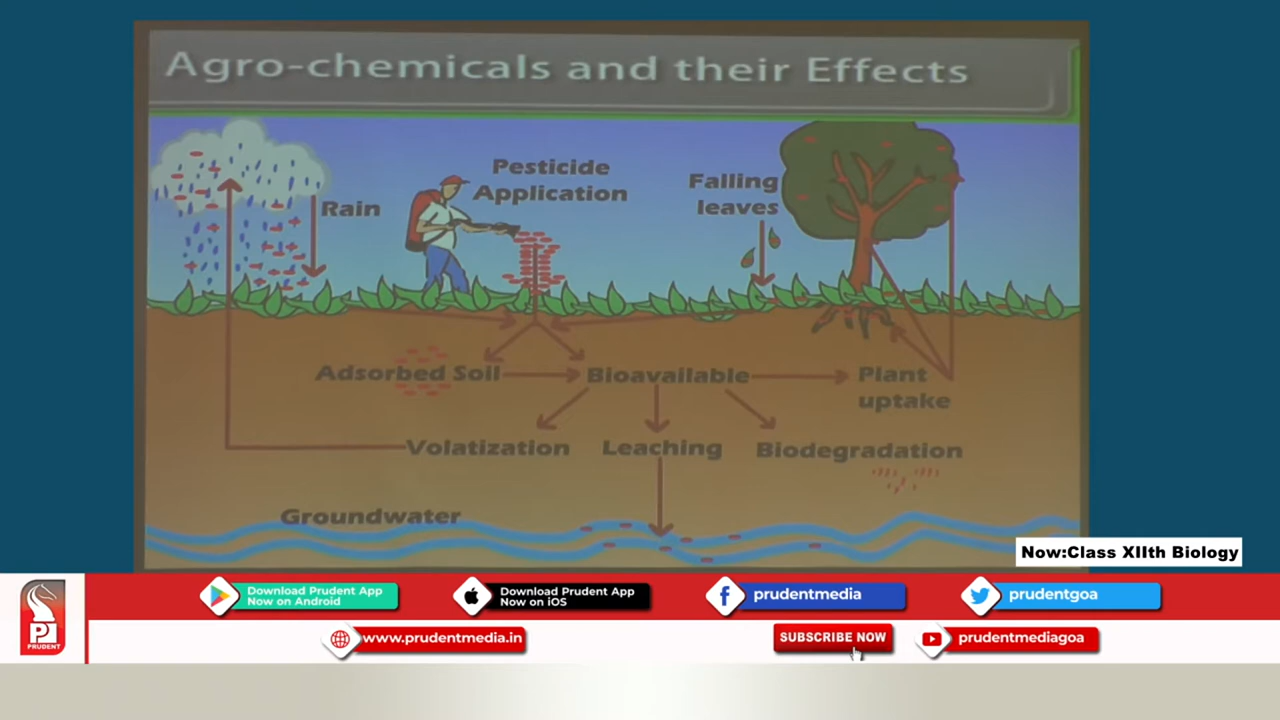 Agro-chemicals and their Effects
Pesticide
Application
Falling
leaves
Rain
Adsorbed Soil
Bioavailable
Plant
uptake
Volatization
Leaching
Biodegradation
Groundwater
Now:Class XIIth Biology
Download Prudent App
Now on Android
Download Prudent App
Now on iOS
prudentmedia
prudentgoa
PRUDENT
www.prudentmedia.in
SUBSCRIBE NOW
prudentmediagoa